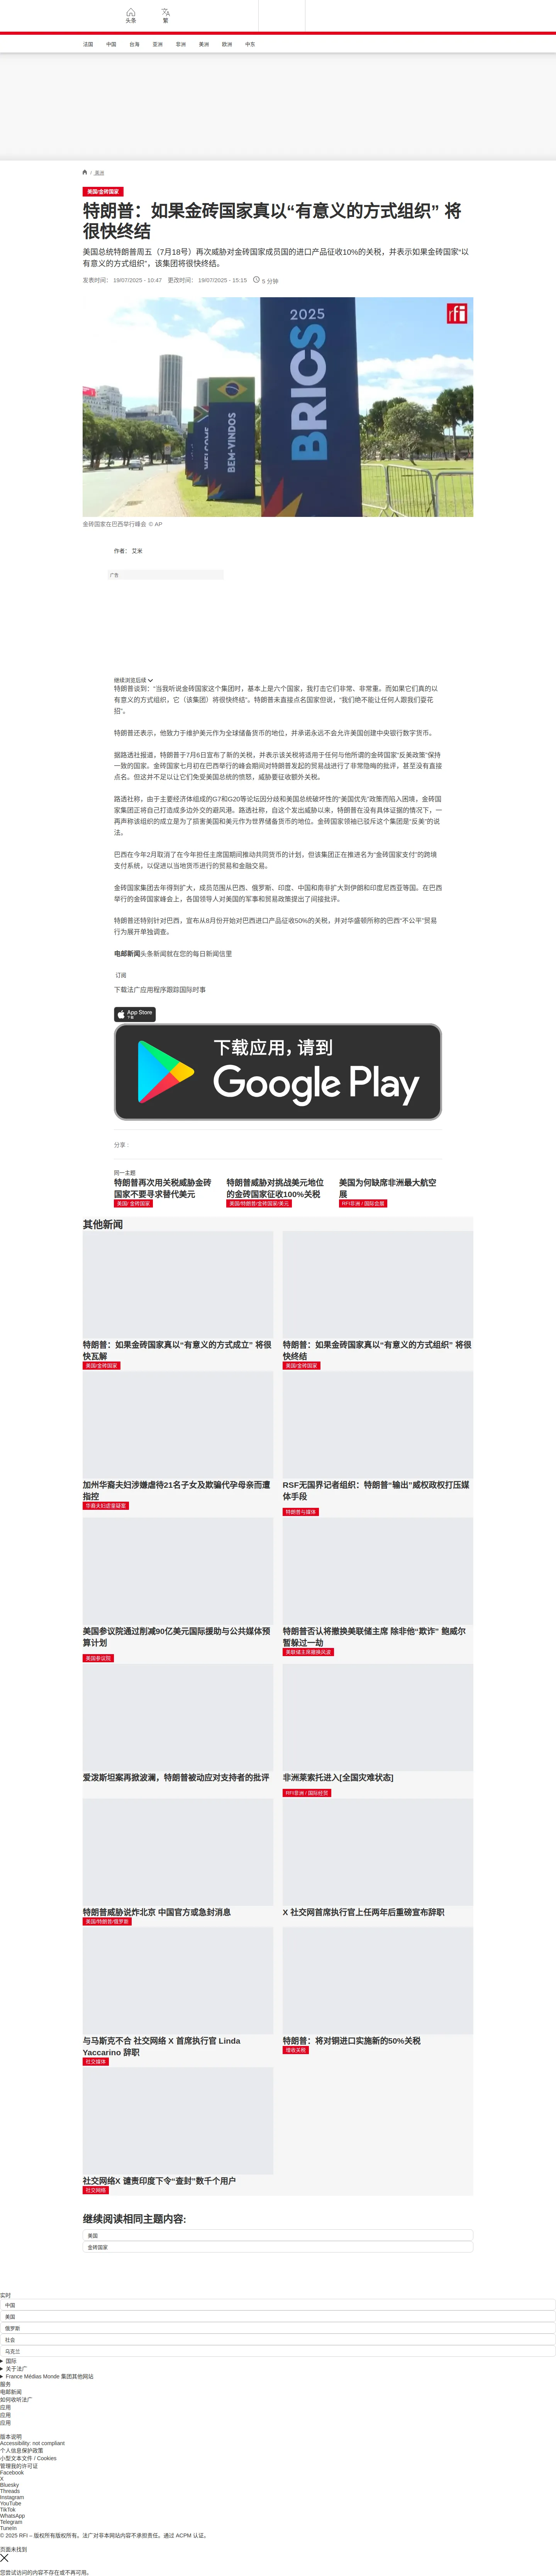 头条
繁
法国
中国
台海
亚洲
非洲
美洲
欧洲
中东
/ 美洲
美国/金砖国家
特朗普：如果金砖国家真以“有意义的方式组织” 将
很快终结
美国总统特朗普周五（7月18号）再次威胁对金砖国家成员国的进口产品征收10%的关税，并表示如果金砖国家“以
有意义的方式组织”，该集团将很快终结。
发表时间： 19/07/2025 - 10:47 更改时间： 19/07/2025 - 15:15 5 分钟
2025
BRICS
BEM-VINDOS
WELCOME
rfi
金砖国家在巴西举行峰会 © AP
作者： 艾米
广告
继续浏览后续
特朗普谈到：“当我听说金砖国家这个集团时，基本上是六个国家，我打击它们非常、非常重。而如果它们真的以
有意义的方式组织，它（该集团）将很快终结”。特朗普未直接点名国家但说，“我们绝不能让任何人跟我们耍花
招”。
特朗普还表示，他致力于维护美元作为全球储备货币的地位，并承诺永远不会允许美国创建中央银行数字货币。
据路透社报道，特朗普于7月6日宣布了新的关税，并表示该关税将适用于任何与他所谓的金砖国家“反美政策”保持
一致的国家。金砖国家七月初在巴西举行的峰会期间对特朗普发起的贸易战进行了非常隐晦的批评，甚至没有直接
点名。但这并不足以让它们免受美国总统的愤怒，威胁要征收额外关税。
路透社称，由于主要经济体组成的G7和G20等论坛因分歧和美国总统破坏性的“美国优先”政策而陷入困境，金砖国
家集团正将自己打造成多边外交的避风港。路透社称，自这个发出威胁以来，特朗普在没有具体证据的情况下，一
再声称该组织的成立是为了损害美国和美元作为世界储备货币的地位。金砖国家领袖已驳斥这个集团是“反美”的说
法。
巴西在今年2月取消了在今年担任主席国期间推动共同货币的计划，但该集团正在推进名为“金砖国家支付”的跨境
支付系统，以促进以当地货币进行的贸易和金融交易。
金砖国家集团去年得到扩大，成员范围从巴西、俄罗斯、印度、中国和南非扩大到伊朗和印度尼西亚等国。在巴西
举行的金砖国家峰会上，各国领导人对美国的军事和贸易政策提出了间接批评。
特朗普还特别针对巴西，宣布从8月份开始对巴西进口产品征收50%的关税，并对华盛顿所称的巴西“不公平”贸易
行为展开单独调查。
电邮新闻头条新闻就在您的每日新闻信里
订阅
下载法广应用程序跟踪国际时事
App Store
下载
下载应用，请到
Google Play
分享 :
同一主题
特朗普再次用关税威胁金砖
国家不要寻求替代美元
美国/ 金砖国家
特朗普威胁对挑战美元地位
的金砖国家征收100%关税
美国/特朗普/金砖国家/美元
美国为何缺席非洲最大航空
展
RFI非洲 / 国际会展
其他新闻
特朗普：如果金砖国家真以“有意义的方式成立” 将很
快瓦解
美国/金砖国家
特朗普：如果金砖国家真以“有意义的方式组织” 将很
快终结
美国/金砖国家
加州华裔夫妇涉嫌虐待21名子女及欺骗代孕母亲而遭
指控
华裔夫妇虐童疑案
RSF无国界记者组织：特朗普“输出”威权政权打压媒
体手段
特朗普与媒体
美国参议院通过削减90亿美元国际援助与公共媒体预
算计划
美国参议院
特朗普否认将撤换美联储主席 除非他“欺诈” 鲍威尔
暂躲过一劫
美联储主席撤换风波
爱泼斯坦案再掀波澜，特朗普被动应对支持者的批评
非洲莱索托进入[全国灾难状态]
RFI非洲 / 国际经贸
特朗普威胁说炸北京 中国官方或急封消息
美国/特朗普/俄罗斯
X 社交网首席执行官上任两年后重磅宣布辞职
与马斯克不合 社交网络 X 首席执行官 Linda
Yaccarino 辞职
社交媒体
特朗普：将对铜进口实施新的50%关税
增收关税
社交网络X 谴责印度下令“查封”数千个用户
社交网络
继续阅读相同主题内容:
美国
金砖国家
实时
中国
美国
俄罗斯
社会
乌克兰
国际
关于法广
France Médias Monde 集团其他网站
服务
电邮新闻
如何收听法广
应用
应用
应用
版本说明
Accessibility: not compliant
个人信息保护政策
小型文本文件 / Cookies
管理我的许可证
Facebook
X
Bluesky
Threads
Instagram
YouTube
TikTok
WhatsApp
Telegram
TuneIn
© 2025 RFI – 版权所有版权所有。法广对非本网站内容不承担责任。通过 ACPM 认证。
页面未找到
您尝试访问的内容不存在或不再可用。